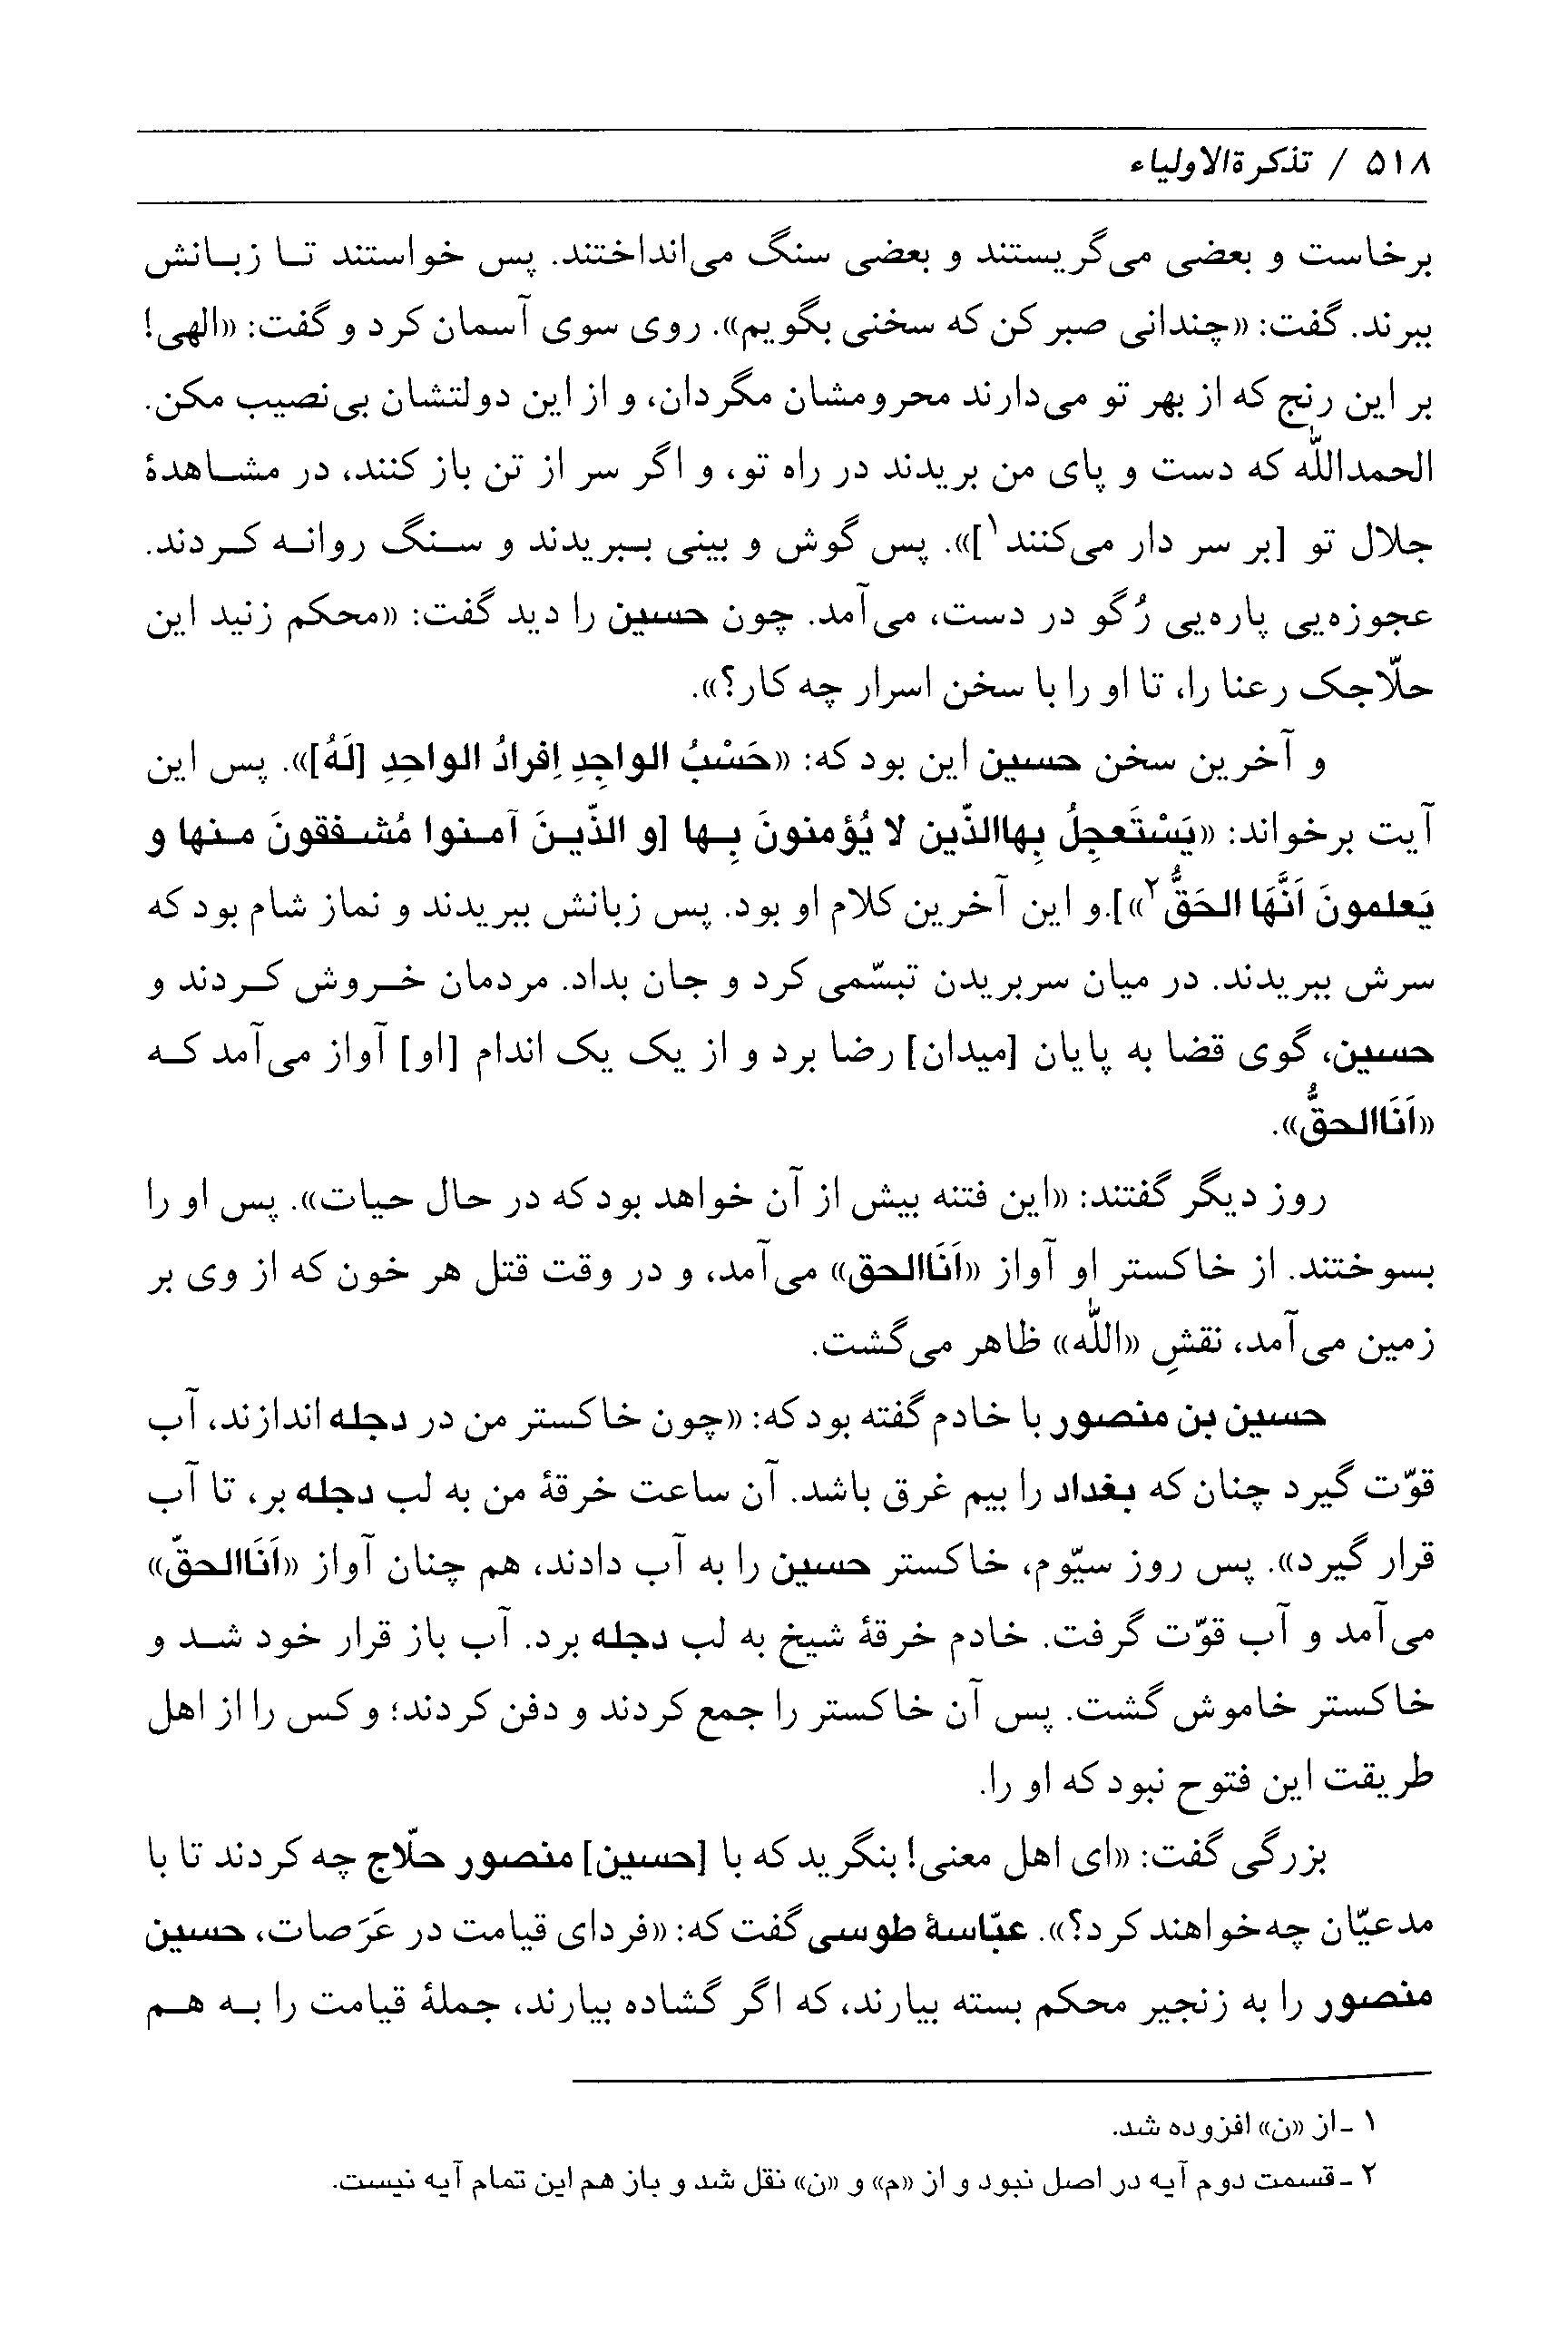 ۵۱۸ / تذکرةالاولیاء
برخاست و بعضی می‌گریستند و بعضی سنگ می‌انداختند. پس خواستند تا زبانش
ببرند. گفت: «چندانی صبر کن که سخنی بگویم». روی سوی آسمان کرد و گفت: «الهی!
بر این رنج که از بهر تو می‌دارند محرومشان مگردان، و از این دولتشان بی‌نصیب مکن.
الحمدالله که دست و پای من بریدند در راه تو، و اگر سر از تن باز کنند، در مشاهدهٔ
جلال تو [بر سر دار می‌کنند۱]». پس گوش و بینی ببریدند و سنگ روانه کردند.
عجوزه‌یی پاره‌یی رُگو در دست، می‌آمد. چون حسین را دید گفت: «محکم زنید این
حلّاجک رعنا را، تا او را با سخن اسرار چه کار؟».
و آخرین سخن حسین این بود که: «حَسْبُ الواجِدِ اِفرادُ الواحِدِ [لَهُ]». پس این
آیت برخواند: «یَسْتَعجِلُ بِهاالذّین لا یُؤمنونَ بِها [و الذّینَ آمنوا مُشفقونَ منها و
یَعلمونَ اَنَّهَا الحَقُّ۲»].و این آخرین کلام او بود. پس زبانش ببریدند و نماز شام بود که
سرش ببریدند. در میان سربریدن تبسّمی کرد و جان بداد. مردمان خروش کردند و
حسین، گوی قضا به پایان [میدان] رضا برد و از یک یک اندام [او] آواز می‌آمد که
«اَنَاالحقُّ».
روز دیگر گفتند: «این فتنه بیش از آن خواهد بود که در حال حیات». پس او را
بسوختند. از خاکستر او آواز «اَنَاالحق» می‌آمد، و در وقت قتل هر خون که از وی بر
زمین می‌آمد، نقشِ «الله» ظاهر می‌گشت.
حسین بن منصور با خادم گفته بود که: «چون خاکستر من در دجله اندازند، آب
قوّت گیرد چنان که بغداد را بیم غرق باشد. آن ساعت خرقهٔ من به لب دجله بر، تا آب
قرار گیرد». پس روز سیّوم، خاکستر حسین را به آب دادند، هم چنان آواز «اَنَاالحقّ»
می‌آمد و آب قوّت گرفت. خادم خرقهٔ شیخ به لب دجله برد. آب باز قرار خود شد و
خاکستر خاموش گشت. پس آن خاکستر را جمع کردند و دفن کردند؛ و کس را از اهل
طریقت این فتوح نبود که او را.
بزرگی گفت: «ای اهل معنی! بنگرید که با [حسین] منصور حلّاج چه کردند تا با
مدعیّان چه‌خواهند کرد؟». عبّاسهٔ طوسی گفت که: «فردای قیامت در عَرَصات، حسین
منصور را به زنجیر محکم بسته بیارند، که اگر گشاده بیارند، جملهٔ قیامت را به هم
۱ -از «ن» افزوده شد.
۲ -قسمت دوم آیه در اصل نبود و از «م» و «ن» نقل شد و باز هم این تمام آیه نیست.